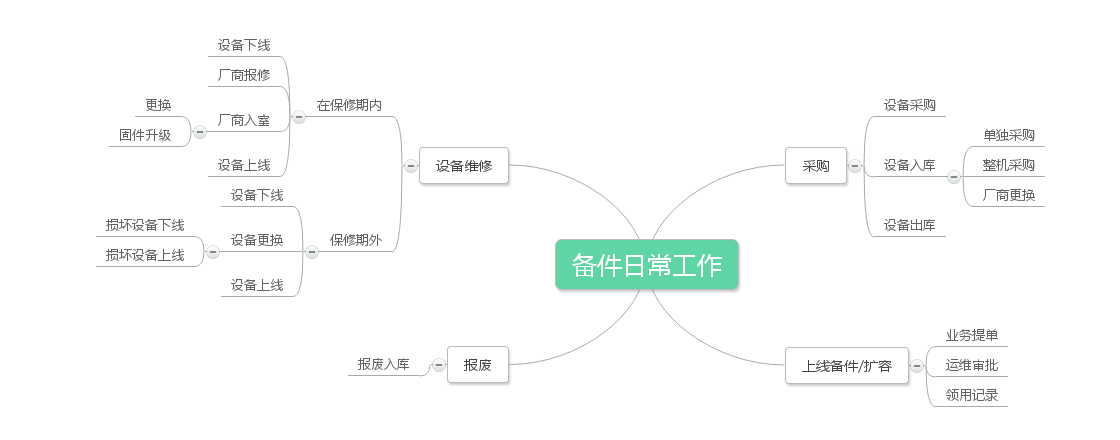 备件日常工作
采购
设备采购
设备入库
单独采购
整机采购
厂商更换
设备出库
上线备件/扩容
业务提单
运维审批
领用记录
设备维修
在保修期内
设备下线
厂商报修
厂商入室
更换
固件升级
设备上线
保修期外
设备下线
设备更换
损坏设备下线
损坏设备上线
设备上线
报废
报废入库